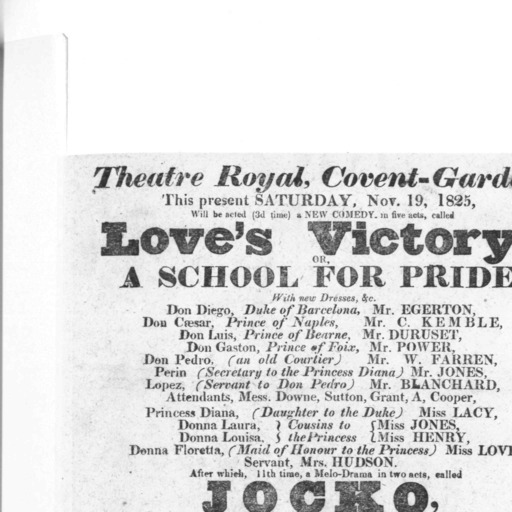 Theatre Royal, Covent-Gard
This present SATURDAY, Nov. 19, 1825,
Will be acted (3d time) a NEW COMEDY, in five acts, called
Love's Victory
OR,
A SCHOOL FOR PRIDE
With new Dresses, &c.
Don Diego, Duke of Barcelona, Mr. EGERTON,
Don Cæsar, Prince of Naples, Mr. C. KEMBLE,
Don Luis, Prince of Bearne, Mr. DURUSET,
Don Gaston, Prince of Foix, Mr. POWER,
Don Pedro, (an old Courtier) Mr. W. FARREN,
Perin (Secretary to the Princess Diana) Mr. JONES,
Lopez, (Servant to Don Pedro) Mr. BLANCHARD,
Attendants, Mess. Downe, Sutton, Grant, A, Cooper,
Princess Diana, (Daughter to the Duke) Miss LACY,
Donna Laura, } Cousins to { Miss JONES,
Donna Louisa, } the Princess { Miss HENRY,
Donna Floretta, (Maid of Honour to the Princess) Miss LOV
Servant, Mrs. HUDSON.
After which, 11th time, a Melo-Drama in two acts, called
JOCKO,